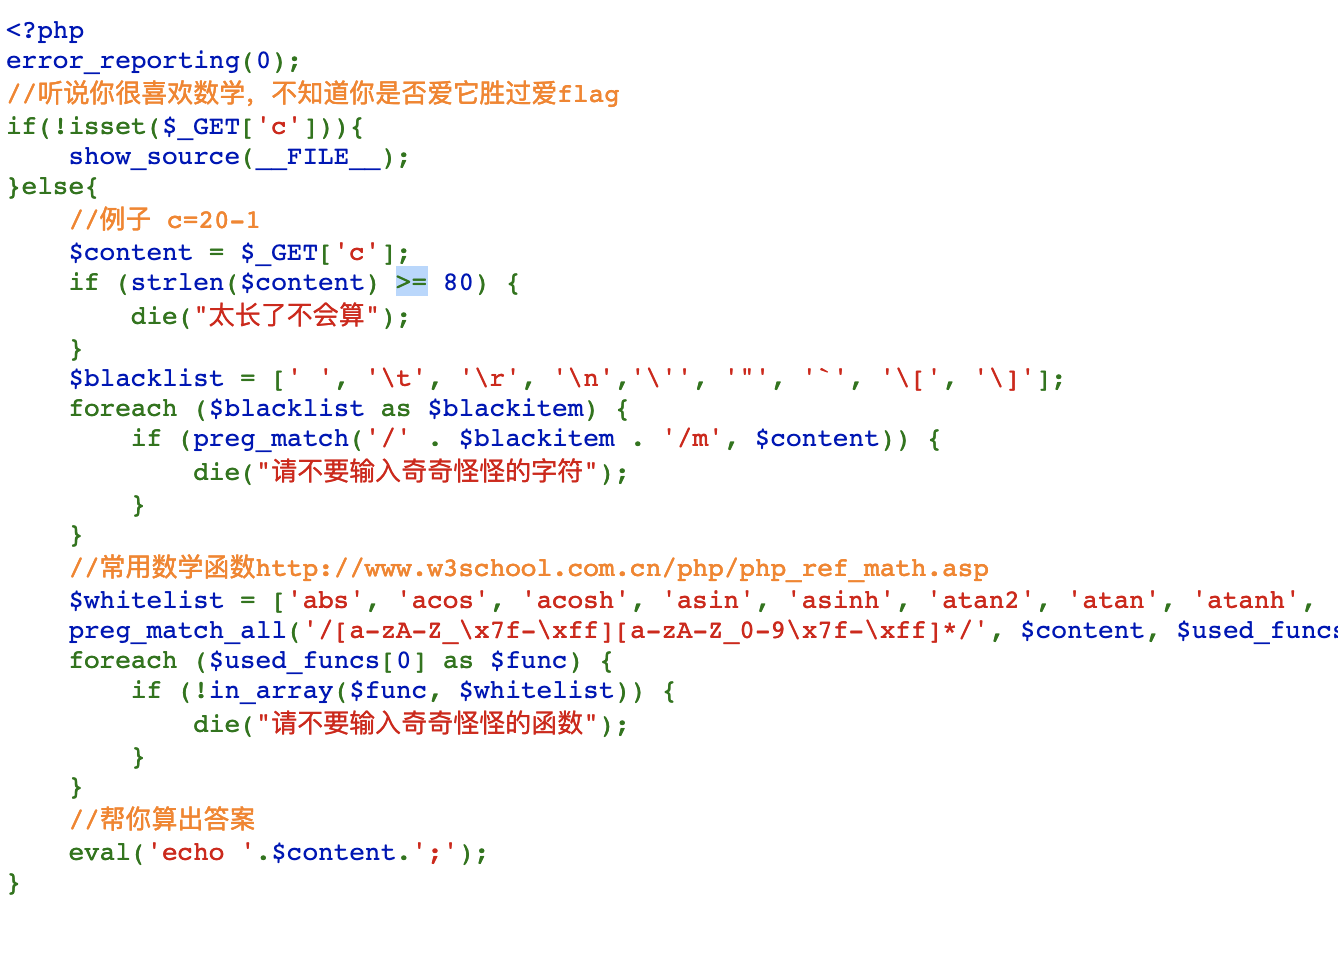 <?php
error_reporting(0);
//听说你很喜欢数学，不知道你是否爱它胜过爱flag
if(!isset($_GET['c'])){
    show_source(__FILE__);
}else{
    //例子 c=20-1
    $content = $_GET['c'];
    if (strlen($content) >= 80) {
        die("太长了不会算");
    }
    $blacklist = [' ', '\t', '\r', '\n','\'', '"', '`', '\[', '\]'];
    foreach ($blacklist as $blackitem) {
        if (preg_match('/' . $blackitem . '/m', $content)) {
            die("请不要输入奇奇怪怪的字符");
        }
    }
    //常用数学函数http://www.w3school.com.cn/php/php_ref_math.asp
    $whitelist = ['abs', 'acos', 'acosh', 'asin', 'asinh', 'atan2', 'atan', 'atanh',
    preg_match_all('/[a-zA-Z_\x7f-\xff][a-zA-Z_0-9\x7f-\xff]*/', $content, $used_funcs
    foreach ($used_funcs[0] as $func) {
        if (!in_array($func, $whitelist)) {
            die("请不要输入奇奇怪怪的函数");
        }
    }
    //帮你算出答案
    eval('echo '.$content.';');
}